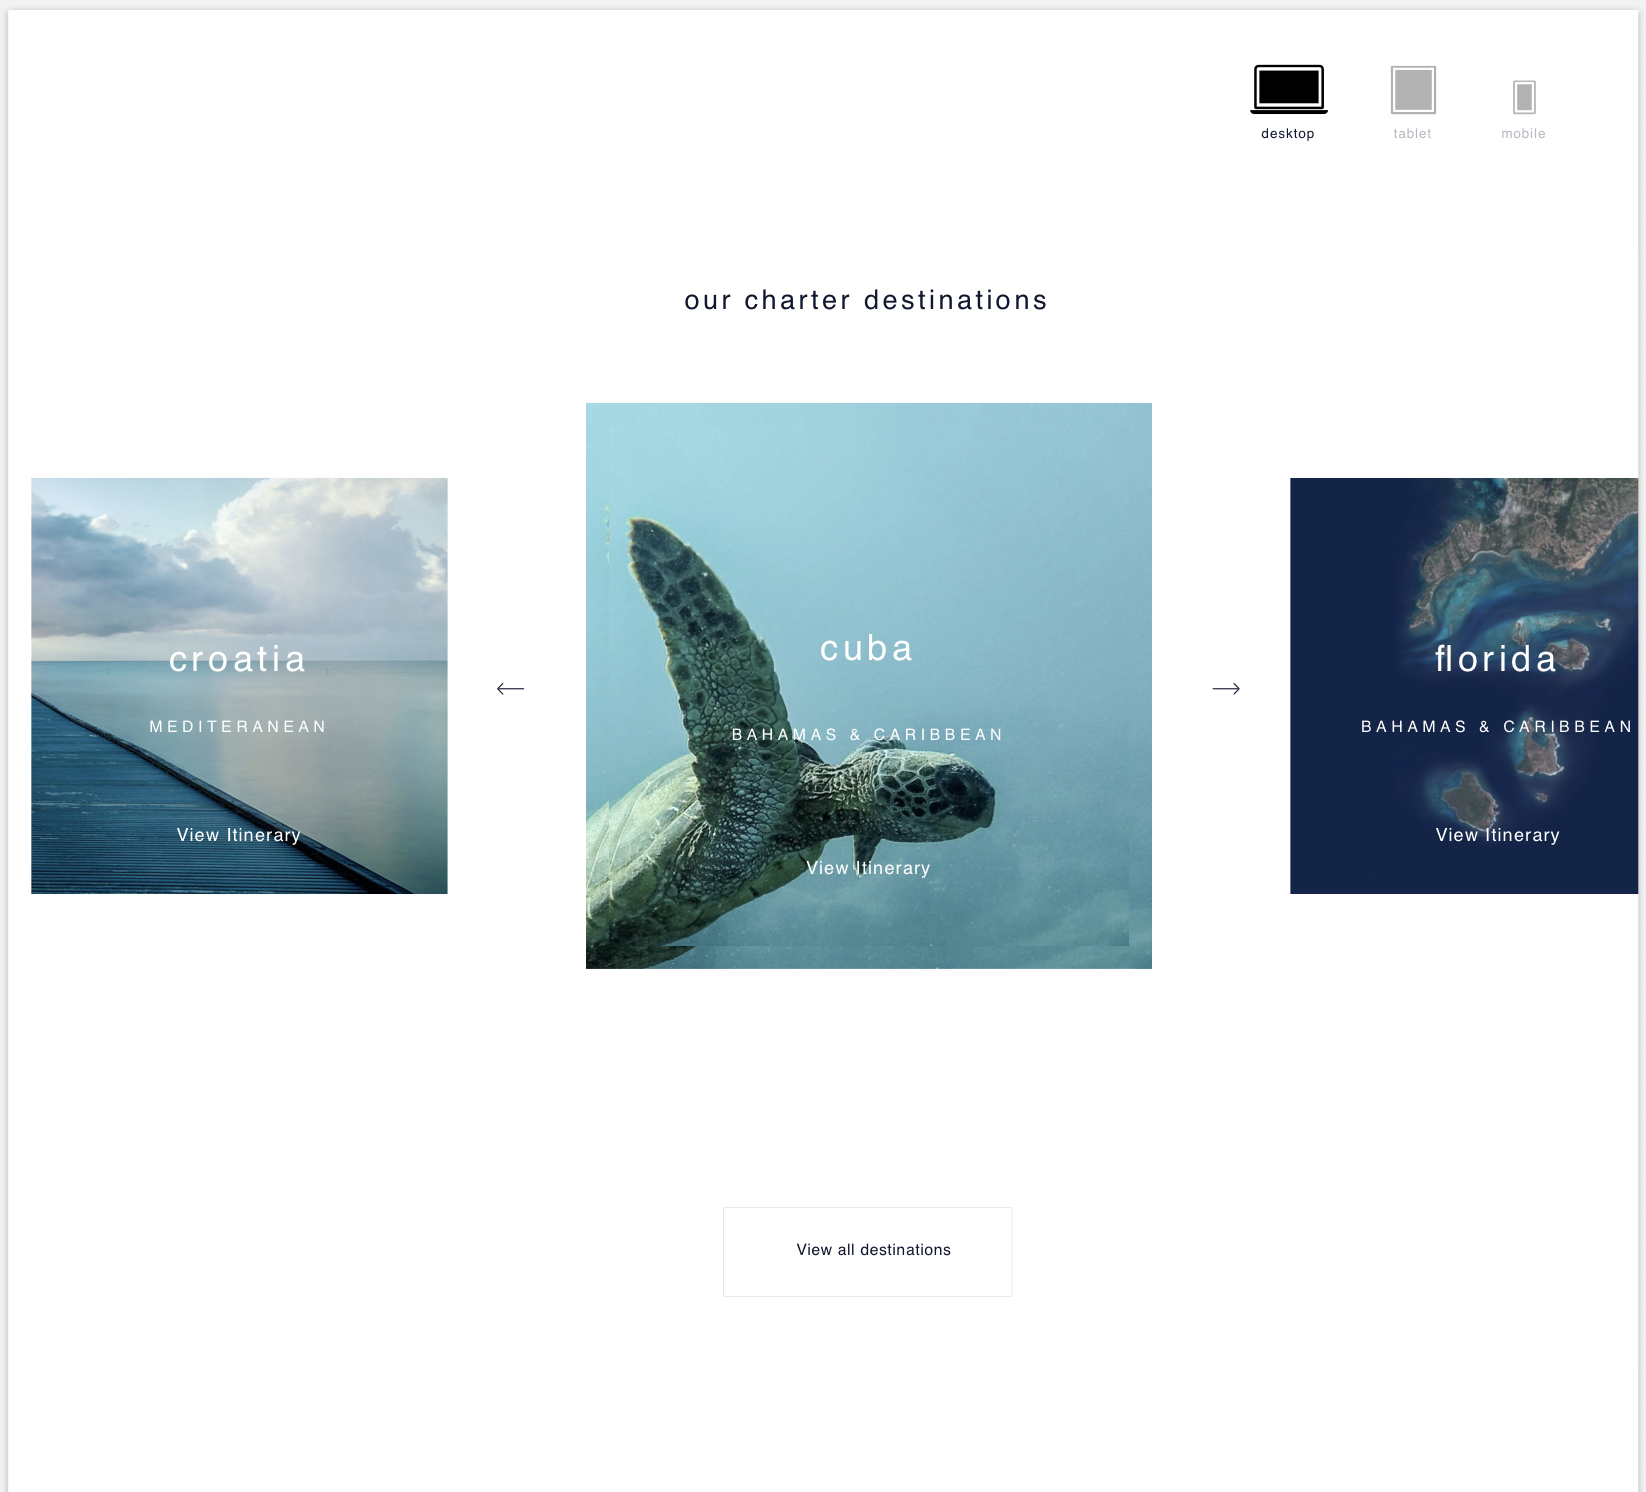 desktop
tablet
mobile
our charter destinations
croatia
MEDITERANEAN
View Itinerary
cuba
BAHAMAS & CARIBBEAN
View Itinerary
florida
BAHAMAS & CARIBBEAN
View Itinerary
View all destinations